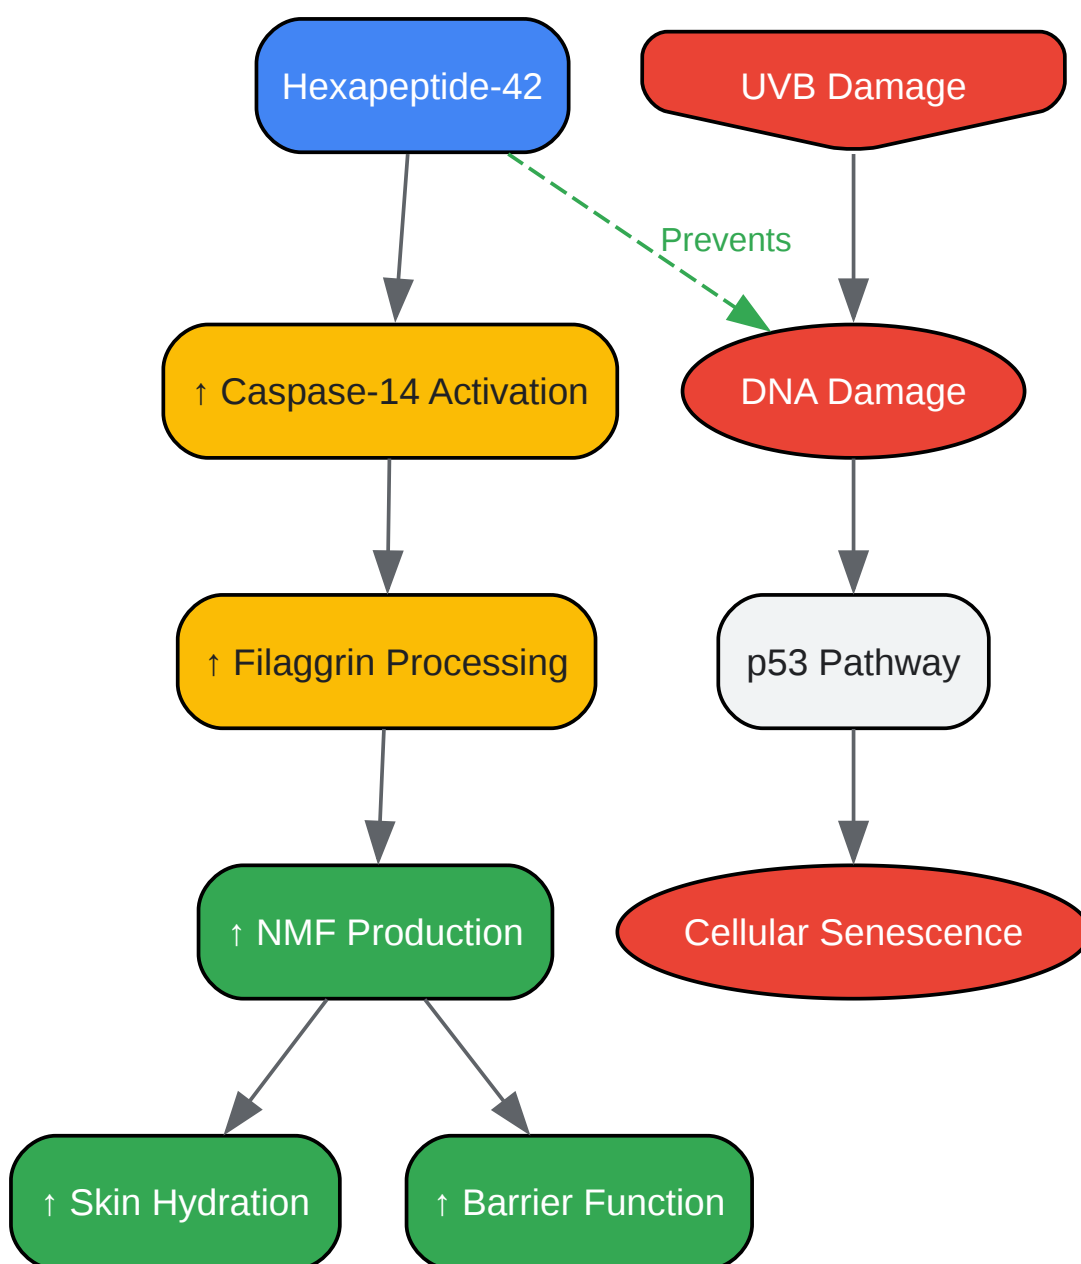 Hexapeptide-42
UVB Damage
Prevents
↑ Caspase-14 Activation
DNA Damage
↑ Filaggrin Processing
p53 Pathway
↑ NMF Production
Cellular Senescence
↑ Skin Hydration
↑ Barrier Function